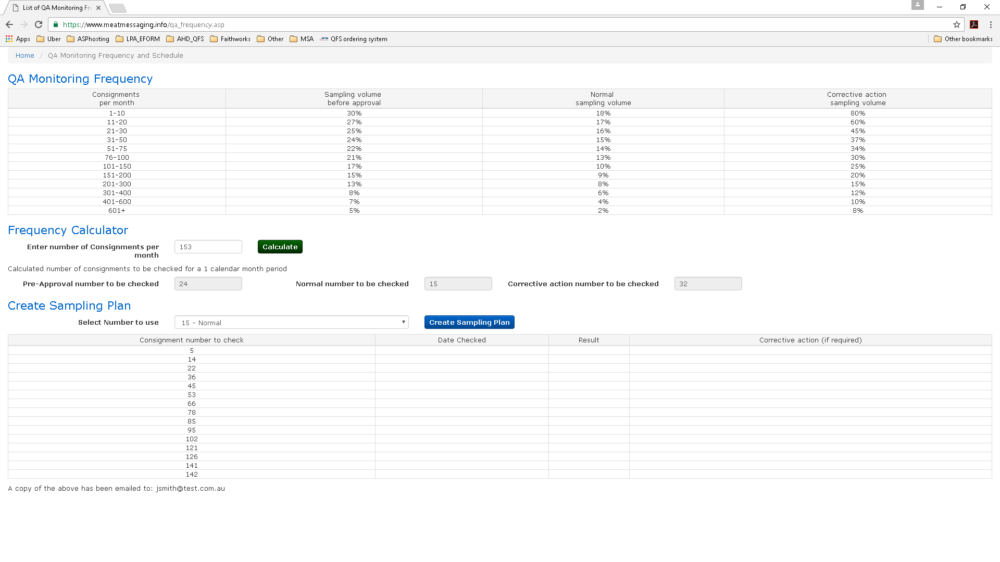 List of QA Monitoring Fr
https://www.meatmessaging.info/qa_frequency.asp
Apps Uber ASPhosting LPA_EFORM AHD_QFS Faithworks Other MSA QFS ordering system Other bookmarks
Home / QA Monitoring Frequency and Schedule
QA Monitoring Frequency
Consignments per month Sampling volume before approval Normal sampling volume Corrective action sampling volume
1-10 30% 18% 80%
11-20 27% 17% 60%
21-30 25% 16% 45%
31-50 24% 15% 37%
51-75 22% 14% 34%
76-100 21% 13% 30%
101-150 17% 10% 25%
151-200 15% 9% 20%
201-300 13% 8% 15%
301-400 8% 6% 12%
401-600 7% 4% 10%
601+ 5% 2% 8%
Frequency Calculator
Enter number of Consignments per month 153 Calculate
Calculated number of consignments to be checked for a 1 calendar month period
Pre-Approval number to be checked 24 Normal number to be checked 15 Corrective action number to be checked 32
Create Sampling Plan
Select Number to use 15 - Normal Create Sampling Plan
Consignment number to check Date Checked Result Corrective action (if required)
5
14
22
36
45
53
66
78
85
95
102
121
126
141
142
A copy of the above has been emailed to: jsmith@test.com.au